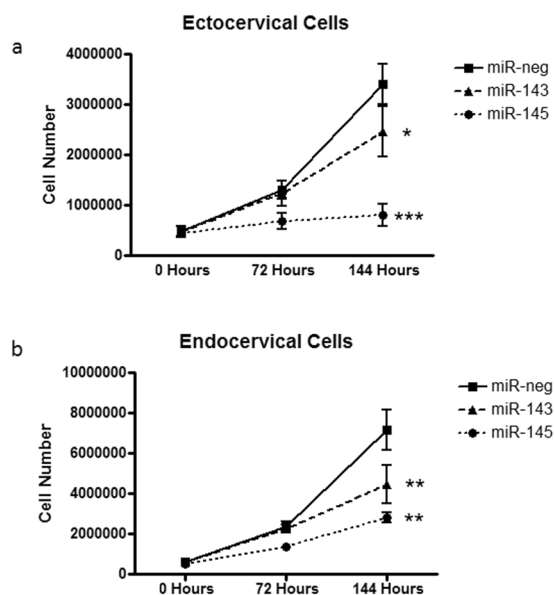 a
Ectocervical Cells
4000000
3000000
2000000
1000000
0
Cell Number
0 Hours 72 Hours 144 Hours
miR-neg
miR-143
miR-145
*
***
b
Endocervical Cells
10000000
8000000
6000000
4000000
2000000
0
Cell Number
0 Hours 72 Hours 144 Hours
miR-neg
miR-143
miR-145
**
**